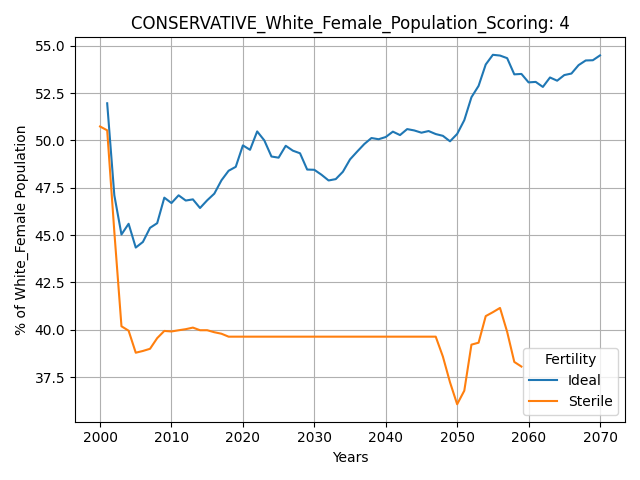 CONSERVATIVE_White_Female_Population_Scoring: 4
% of White_Female Population
55.0
52.5
50.0
47.5
45.0
42.5
40.0
37.5
Fertility
Ideal
Sterile
2000 2010 2020 2030 2040 2050 2060 2070
Years